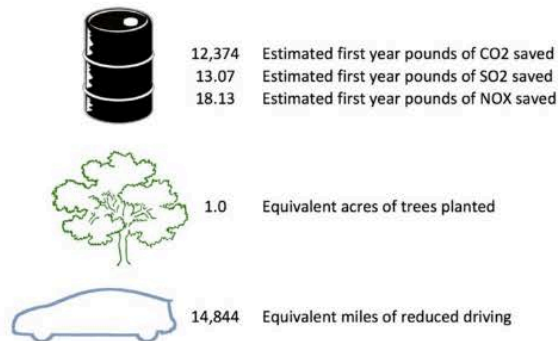 12,374 Estimated first year pounds of CO2 saved
13.07 Estimated first year pounds of SO2 saved
18.13 Estimated first year pounds of NOX saved
1.0 Equivalent acres of trees planted
14,844 Equivalent miles of reduced driving